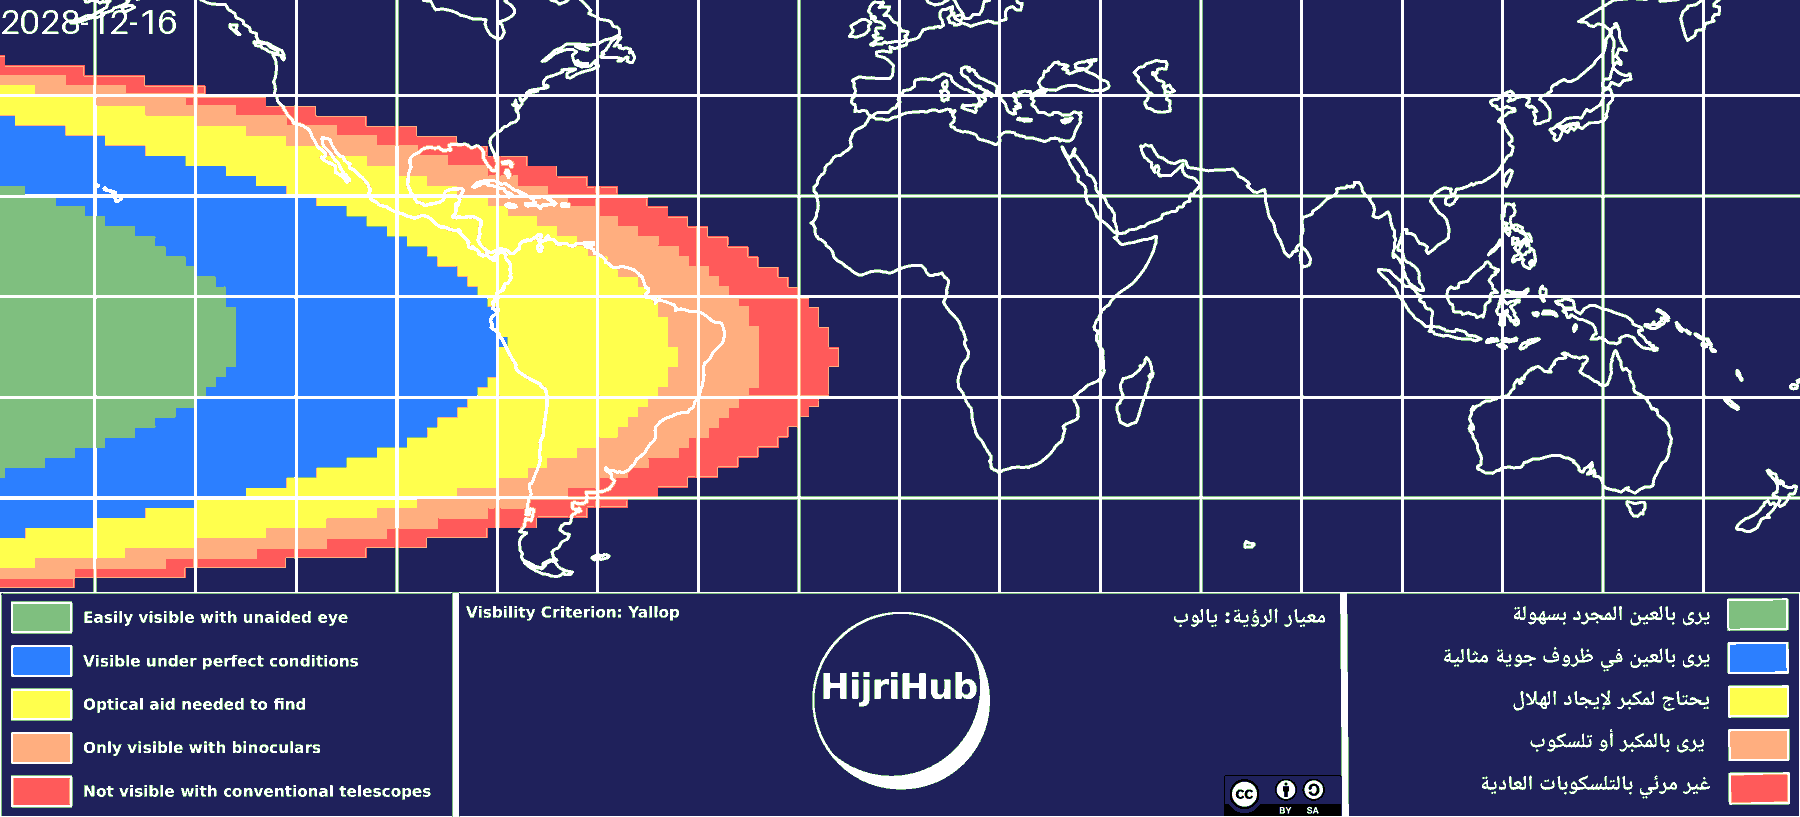 2028-12-16
Easily visible with unaided eye
Visible under perfect conditions
Optical aid needed to find
Only visible with binoculars
Not visible with conventional telescopes
Visbility Criterion: Yallop
معيار الرؤية: يالوب
HijriHub
cc
BY SA
يرى بالعين المجرد بسهولة
يرى بالعين في ظروف جوية مثالية
يحتاج لمكبر لإيجاد الهلال
يرى بالمكبر أو تلسكوب
غير مرئي بالتلسكوبات العادية